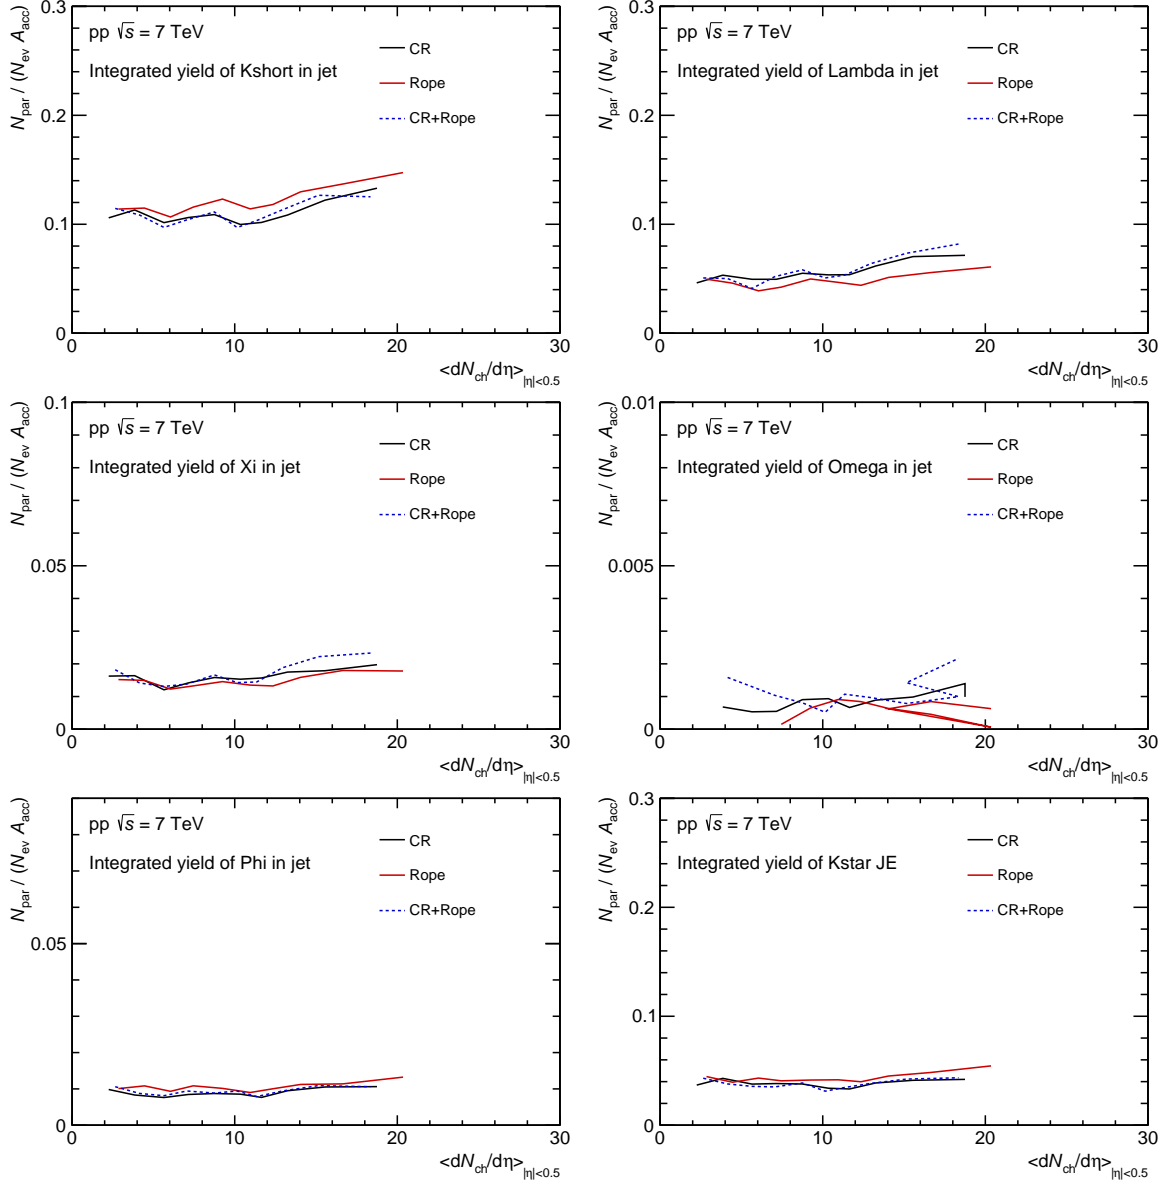 0.3
pp √s = 7 TeV
Integrated yield of Kshort in jet
CR
Rope
CR+Rope
N_par / (N_ev A_acc)
0.2
0.1
0
0 10 20 30
<dN_ch/dη>_|η|<0.5
0.3
pp √s = 7 TeV
Integrated yield of Lambda in jet
CR
Rope
CR+Rope
N_par / (N_ev A_acc)
0.2
0.1
0
0 10 20 30
<dN_ch/dη>_|η|<0.5
0.1
pp √s = 7 TeV
Integrated yield of Xi in jet
CR
Rope
CR+Rope
N_par / (N_ev A_acc)
0.05
0
0 10 20 30
<dN_ch/dη>_|η|<0.5
0.01
pp √s = 7 TeV
Integrated yield of Omega in jet
CR
Rope
CR+Rope
N_par / (N_ev A_acc)
0.005
0
0 10 20 30
<dN_ch/dη>_|η|<0.5
pp √s = 7 TeV
Integrated yield of Phi in jet
CR
Rope
CR+Rope
N_par / (N_ev A_acc)
0.05
0
0 10 20 30
<dN_ch/dη>_|η|<0.5
0.3
pp √s = 7 TeV
Integrated yield of Kstar JE
CR
Rope
CR+Rope
N_par / (N_ev A_acc)
0.2
0.1
0
0 10 20 30
<dN_ch/dη>_|η|<0.5